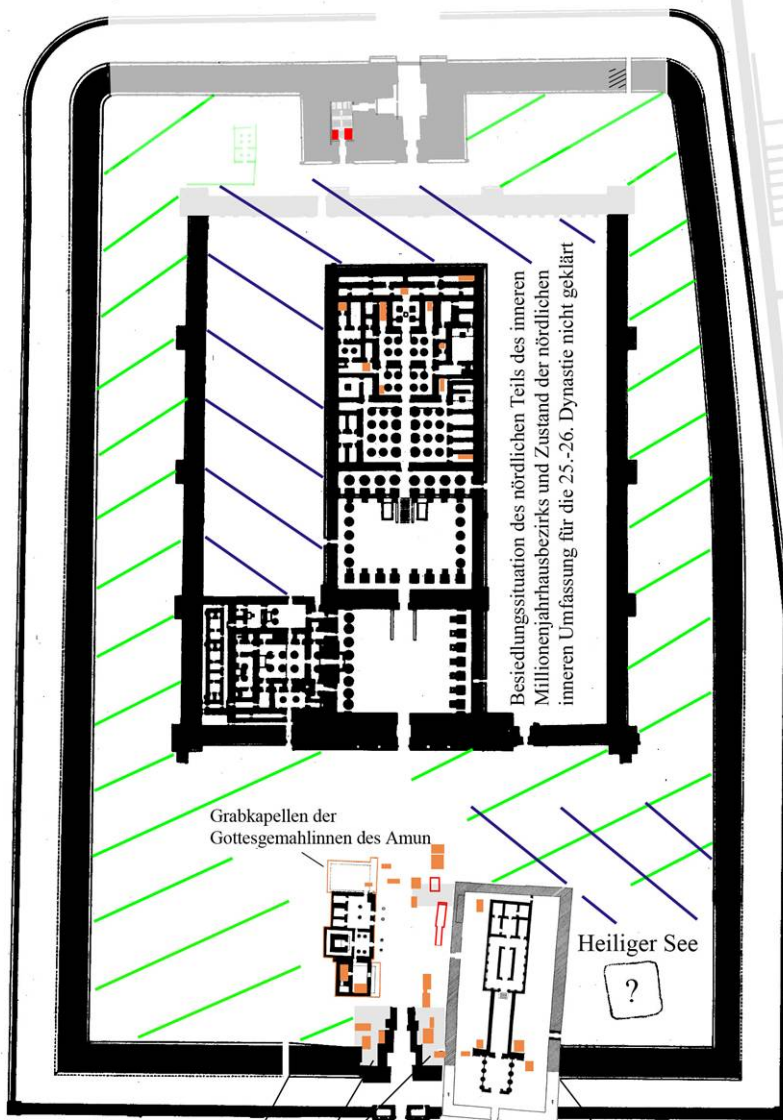 Besiedlungssituation des nördlichen Teils des inneren
Millionenjahrhausbezirks und Zustand der nördlichen
inneren Umfassung für die 25.-26. Dynastie nicht geklärt
Grabkapellen der
Gottesgemahlinnen des Amun
Heiliger See
?